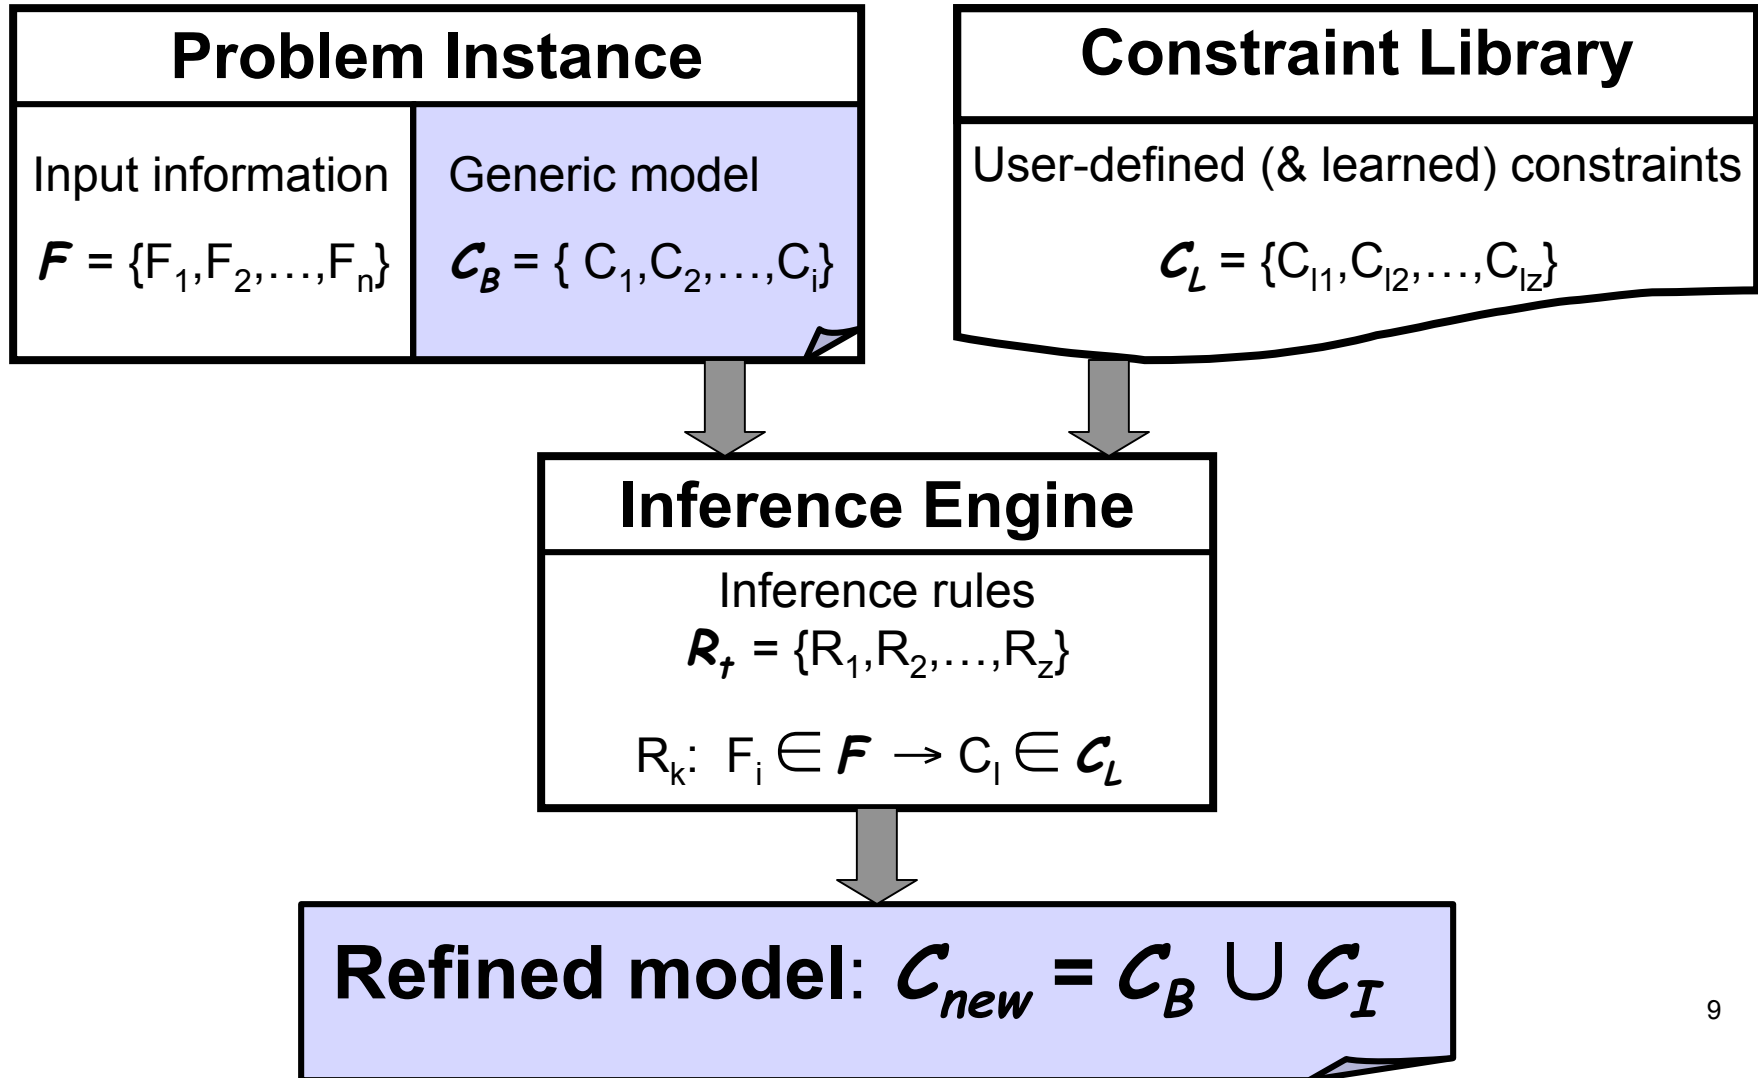 Problem Instance
Input information
F = {F1,F2,...,Fn}
Generic model
CB = { C1,C2,...,Ci}
Constraint Library
User-defined (& learned) constraints
CL = {Cl1,Cl2,...,Clz}
Inference Engine
Inference rules
Rt = {R1,R2,...,Rz}
Rk: Fi ∈ F → Cl ∈ CL
Refined model: Cnew = CB ∪ CI
9